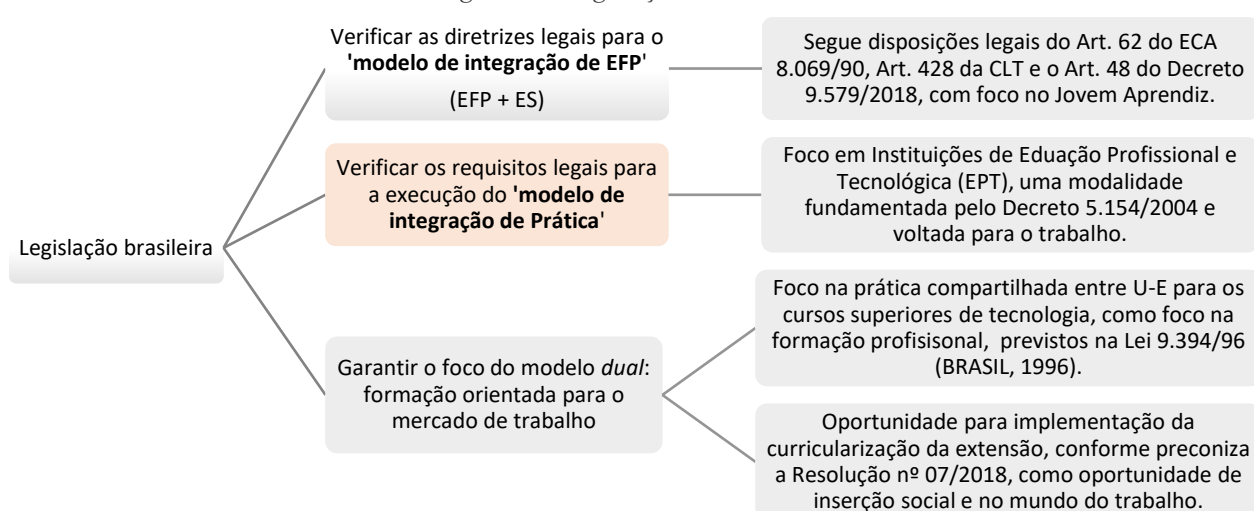 Legislação brasileira
Verificar as diretrizes legais para o
'modelo de integração de EFP'
(EFP + ES)
Segue disposições legais do Art. 62 do ECA
8.069/90, Art. 428 da CLT e o Art. 48 do Decreto
9.579/2018, com foco no Jovem Aprendiz.
Verificar os requisitos legais para
a execução do 'modelo de
integração de Prática'
Foco em Instituições de Eduação Profissional e
Tecnológica (EPT), uma modalidade
fundamentada pelo Decreto 5.154/2004 e
voltada para o trabalho.
Garantir o foco do modelo dual:
formação orientada para o
mercado de trabalho
Foco na prática compartilhada entre U-E para os
cursos superiores de tecnologia, como foco na
formação profisisonal, previstos na Lei 9.394/96
(BRASIL, 1996).
Oportunidade para implementação da
curricularização da extensão, conforme preconiza
a Resolução nº 07/2018, como oportunidade de
inserção social e no mundo do trabalho.